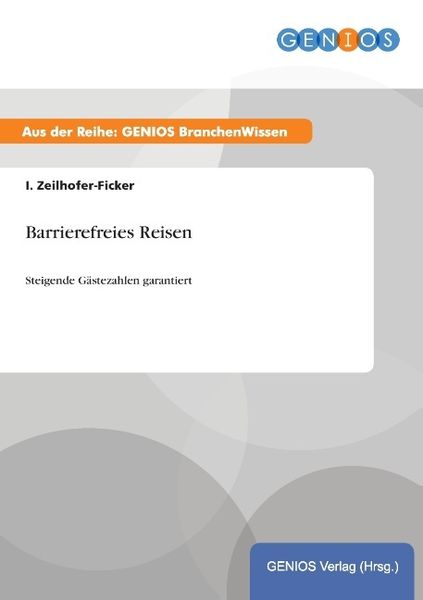 GENIOS
Aus der Reihe: GENIOS BranchenWissen
I. Zeilhofer-Ficker
Barrierefreies Reisen
Steigende Gästezahlen garantiert
GENIOS Verlag (Hrsg.)